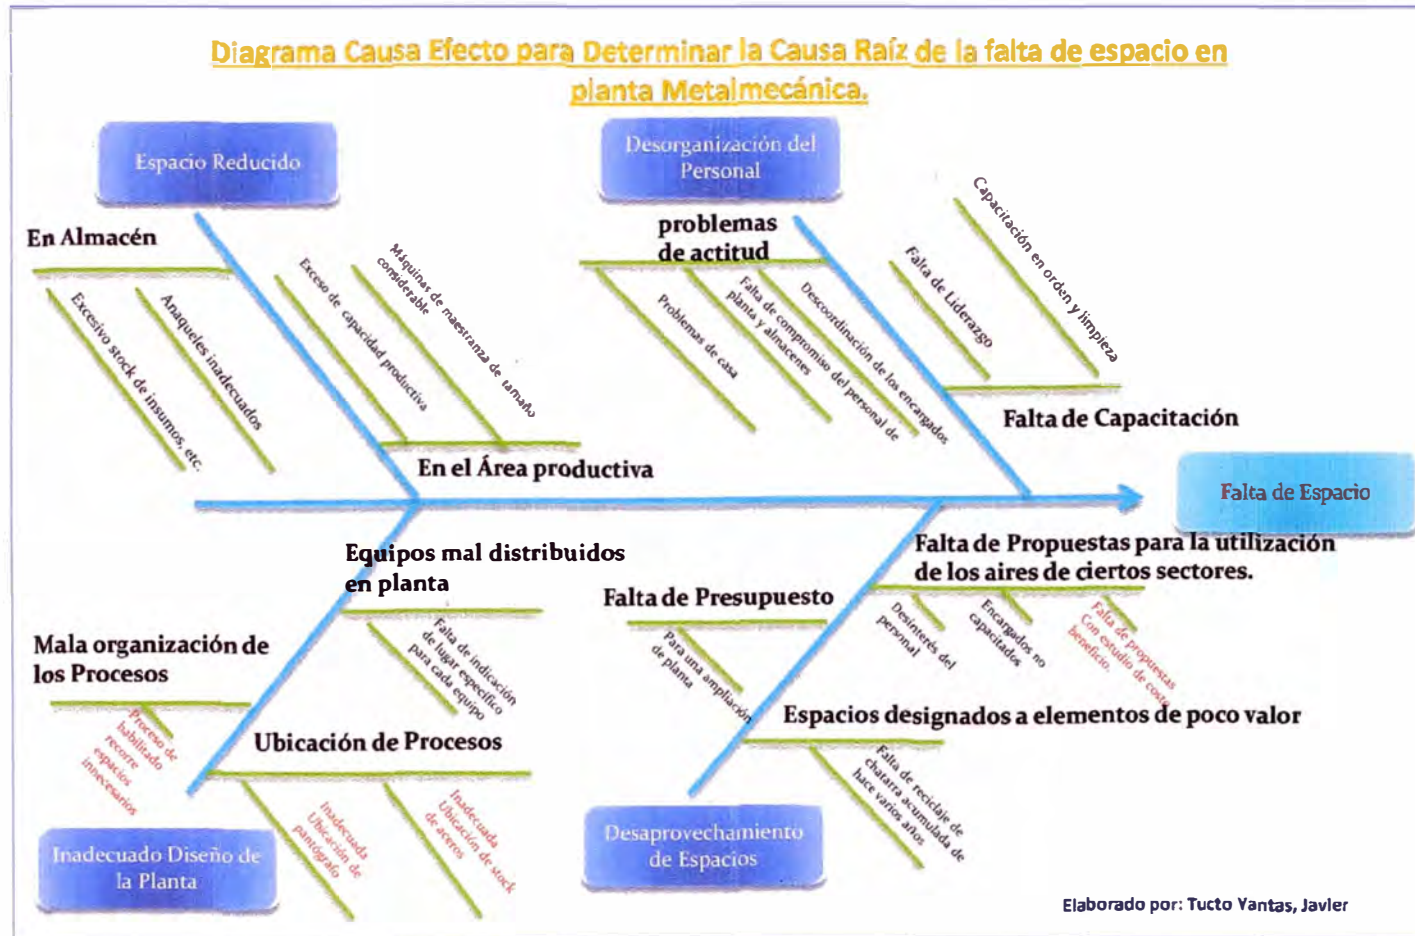 Diagrama Causa Efecto para Determinar la Causa Raíz de la falta de espacio en
planta Metalmecánica.
Espacio Reducido
Desorganización del
Personal
En Almacén
Excesivo stock de insumos, etc.
Anaqueles inadecuados
Exceso de capacidad productiva
Máquinas de maestranza de tamaño
considerable
En el Área productiva
problemas
de actitud
Problemas de casa
Falta de compromiso del personal de
planta y almacenes
Descoordinación de los encargados
Falta de Liderazgo
Capacitación en orden y limpieza
Falta de Capacitación
Falta de Espacio
Equipos mal distribuidos
en planta
Falta de indicación
de lugar específico
para cada equipo
Mala organización de
los Procesos
Proceso de
habilitado
recorre
espacios
innecesarios
Ubicación de Procesos
Inadecuada
Ubicación de
pantógrafo
Inadecuada
Ubicación de stock
de aceros
Inadecuado Diseño de
la Planta
Falta de Propuestas para la utilización
de los aires de ciertos sectores.
Desinterés del
personal
Encargados no
capacitados
Falta de propuestas
Con estudio de costo
beneficio.
Falta de Presupuesto
Para una ampliación
de planta
Espacios designados a elementos de poco valor
Falta de reciclaje de
chatarra acumulada de
hace varios años
Desaprovechamiento
de Espacios
Elaborado por: Tucto Yantas, Javier